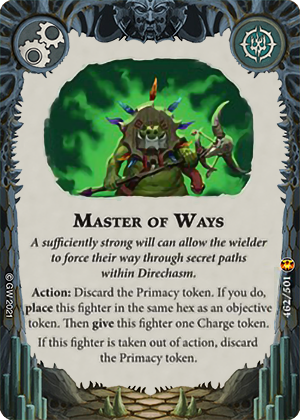 MASTER OF WAYS
A sufficiently strong will can allow the wielder
to force their way through secret paths
within Direchasm.
Action: Discard the Primacy token. If you do,
place this fighter in the same hex as an objective
token. Then give this fighter one Charge token.
If this fighter is taken out of action, discard
the Primacy token.
© GW 2021
462/501